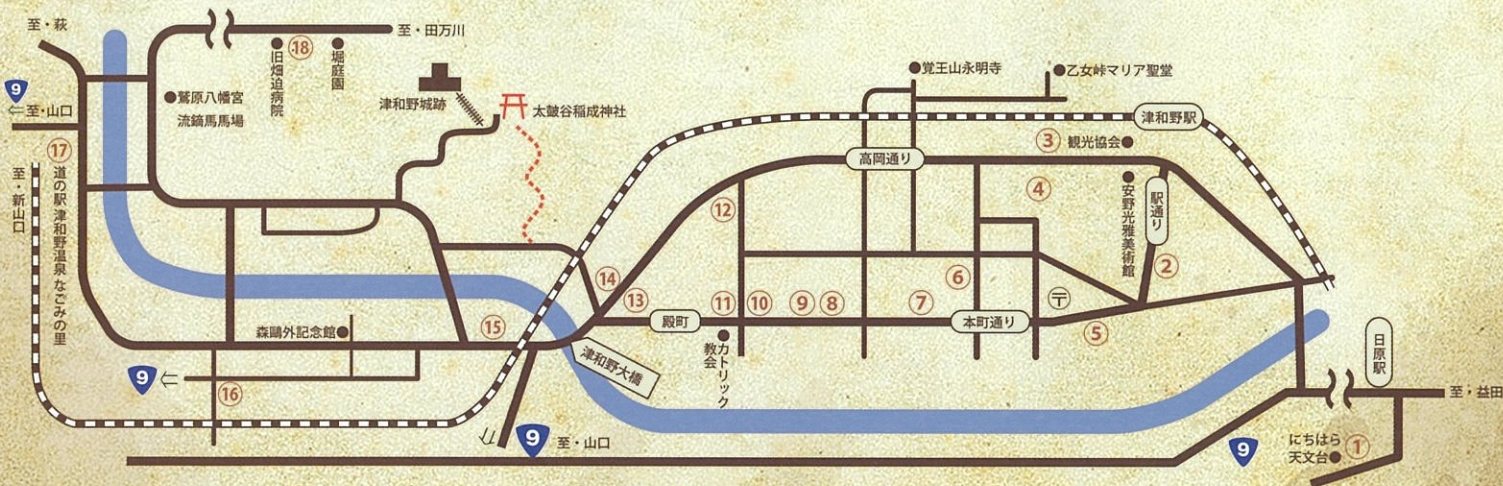 至・萩
9
至・山口
17
至・新山口
道の駅 津和野温泉 なごみの里
鷲原八幡宮
流鏑馬馬場
旧畑迫病院
18
堀庭園
至・田万川
津和野城跡
太皷谷稲成神社
覚王山永明寺
乙女峠マリア聖堂
津和野駅
高岡通り
3
観光協会
4
安野光雅美術館
駅通り
2
12
14
13
11
10
9
8
7
6
〒
5
殿町
本町通り
カトリック
教会
15
森鷗外記念館
津和野大橋
9
16
9
至・山口
日原駅
至・益田
9
にちはら
天文台
1